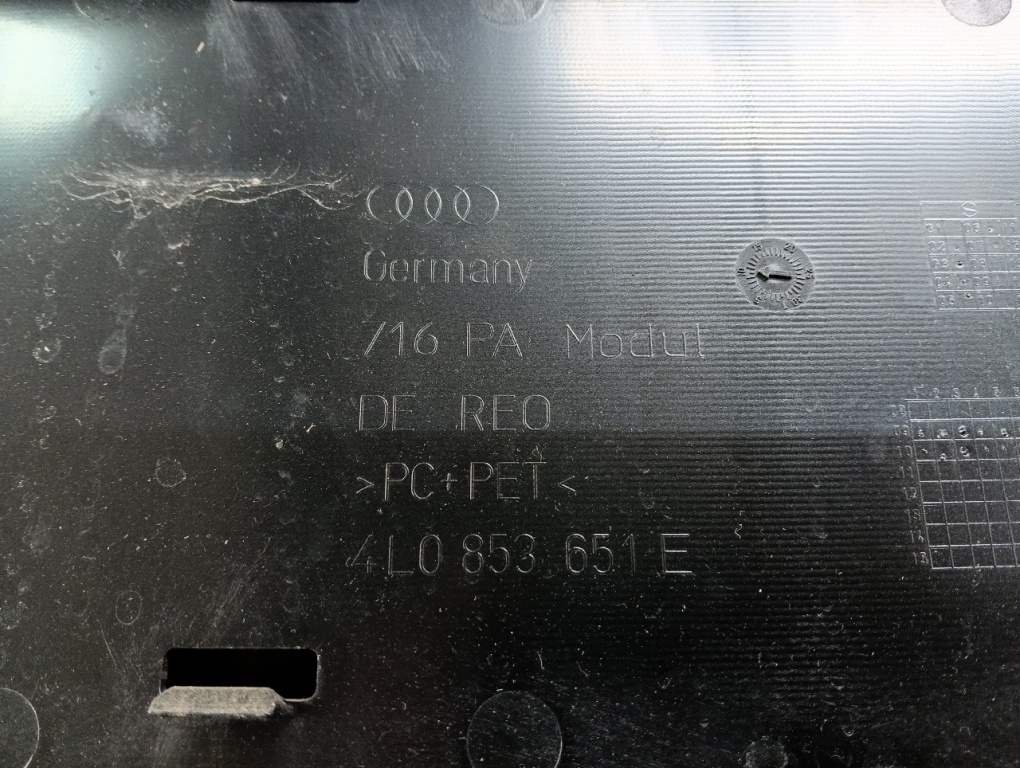 Germany
716 PA Modul
DE REO
>PC+PET<
4L0 853 651 E